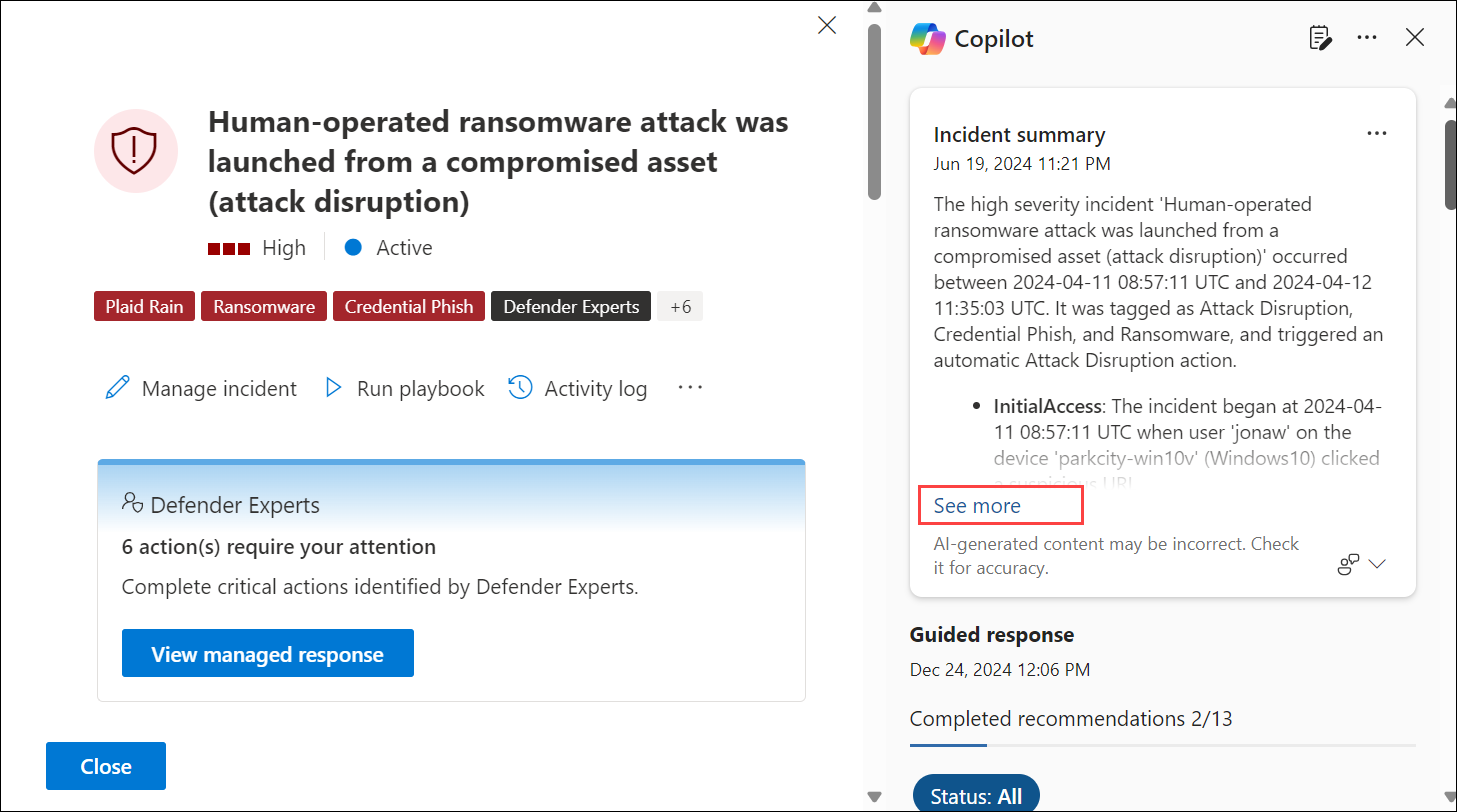 Human-operated ransomware attack was
launched from a compromised asset
(attack disruption)
High
Active
Plaid Rain
Ransomware
Credential Phish
Defender Experts
+6
Manage incident
Run playbook
Activity log
Defender Experts
6 action(s) require your attention
Complete critical actions identified by Defender Experts.
View managed response
Close
Copilot
Incident summary
Jun 19, 2024 11:21 PM
The high severity incident 'Human-operated
ransomware attack was launched from a
compromised asset (attack disruption)' occurred
between 2024-04-11 08:57:11 UTC and 2024-04-12
11:35:03 UTC. It was tagged as Attack Disruption,
Credential Phish, and Ransomware, and triggered an
automatic Attack Disruption action.
• InitialAccess: The incident began at 2024-04-
11 08:57:11 UTC when user 'jonaw' on the
device 'parkcity-win10v' (Windows10) clicked
a suspicious URL
See more
AI-generated content may be incorrect. Check
it for accuracy.
Guided response
Dec 24, 2024 12:06 PM
Completed recommendations 2/13
Status: All